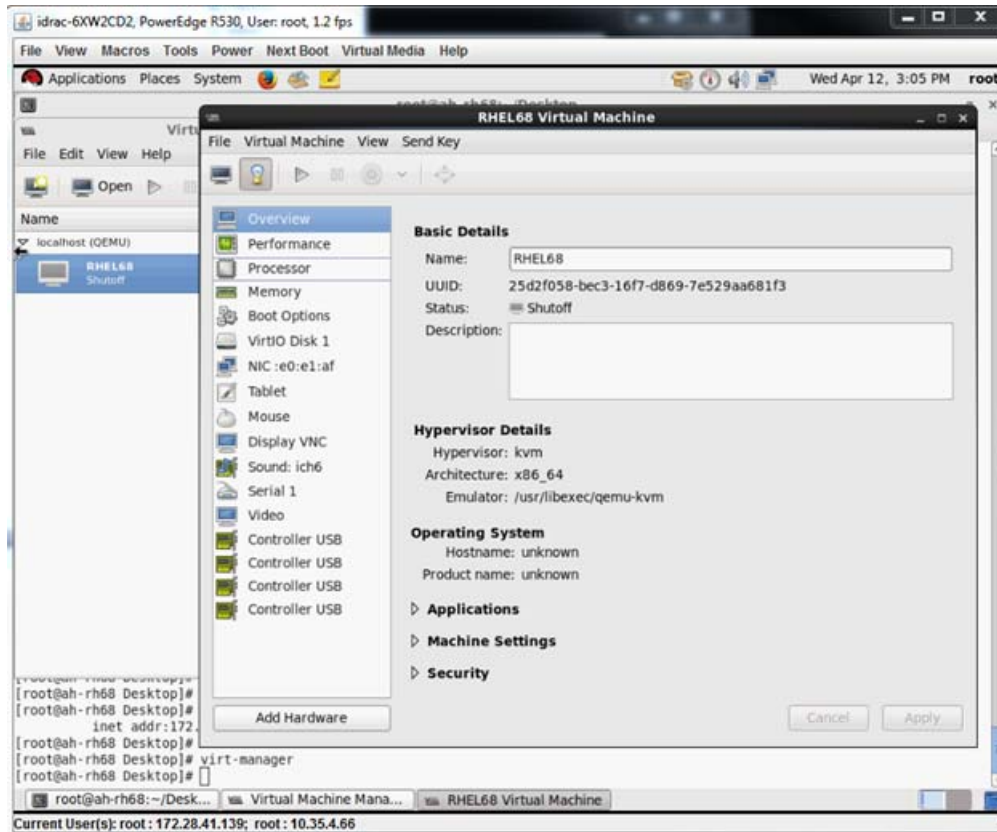 idrac-6XW2CD2, PowerEdge R530, User: root, 1.2 fps
File View Macros Tools Power Next Boot Virtual Media Help
Applications Places System Wed Apr 12, 3:05 PM root
RHEL68 Virtual Machine
File Edit View Help
Open
Name
localhost (QEMU)
RHEL68
Shutoff
File Virtual Machine View Send Key
Overview
Performance
Processor
Memory
Boot Options
VirtIO Disk 1
NIC :e0:e1:af
Tablet
Mouse
Display VNC
Sound: ich6
Serial 1
Video
Controller USB
Controller USB
Controller USB
Controller USB
Add Hardware
Basic Details
Name: RHEL68
UUID: 25d2f058-bec3-16f7-d869-7e529aa681f3
Status: Shutoff
Description:
Hypervisor Details
Hypervisor: kvm
Architecture: x86_64
Emulator: /usr/libexec/qemu-kvm
Operating System
Hostname: unknown
Product name: unknown
Applications
Machine Settings
Security
Cancel Apply
[root@ah-rh68 Desktop]#
[root@ah-rh68 Desktop]#
inet addr:172.
[root@ah-rh68 Desktop]#
[root@ah-rh68 Desktop]# virt-manager
[root@ah-rh68 Desktop]#
root@ah-rh68:~/Desk... Virtual Machine Mana... RHEL68 Virtual Machine
Current User(s): root : 172.28.41.139; root : 10.35.4.66